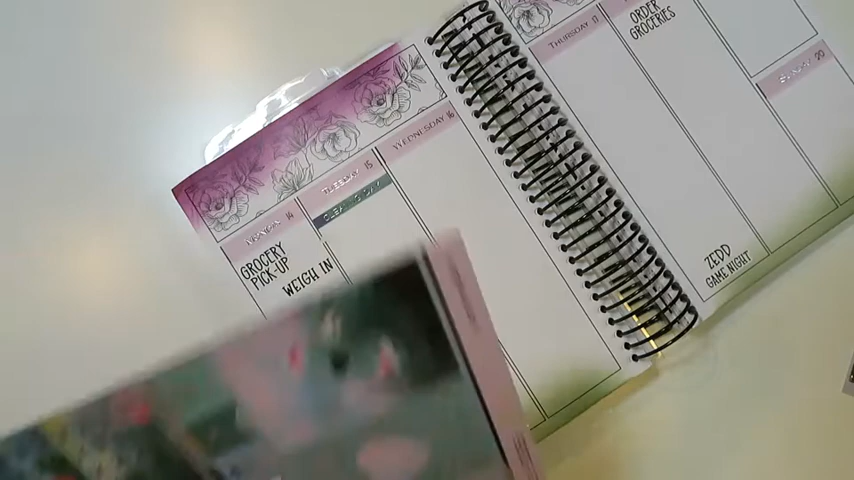 MONDAY 14
GROCERY
PICK-UP
WEIGH IN
TUESDAY 15
WEDNESDAY 16
THURSDAY 17
ORDER
GROCERIES
ZEDD
GAME NIGHT
SUNDAY 20